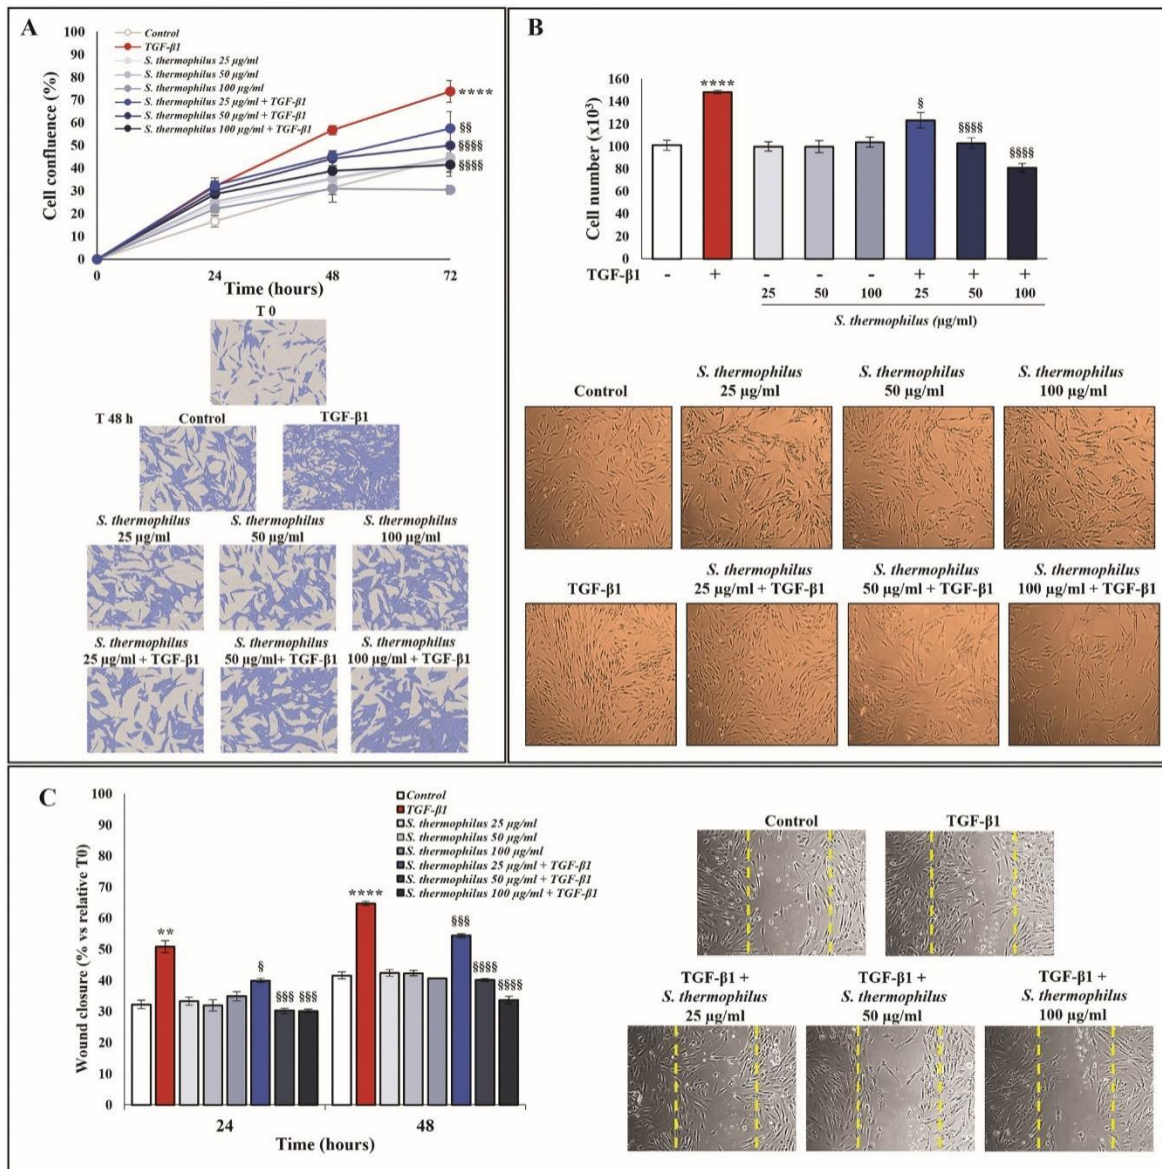 A
Control
TGF-β1
S. thermophilus 25 µg/ml
S. thermophilus 50 µg/ml
S. thermophilus 100 µg/ml
S. thermophilus 25 µg/ml + TGF-β1
S. thermophilus 50 µg/ml + TGF-β1
S. thermophilus 100 µg/ml + TGF-β1
Cell confluence (%)
100
90
80
70
60
50
40
30
20
10
0
****
§§
§§§§
§§§§
0 24 48 72
Time (hours)
T 0
T 48 h Control TGF-β1
S. thermophilus S. thermophilus S. thermophilus
25 µg/ml 50 µg/ml 100 µg/ml
S. thermophilus S. thermophilus S. thermophilus
25 µg/ml + TGF-β1 50 µg/ml+ TGF-β1 100 µg/ml + TGF-β1
B
Cell number (x10³)
160
140
120
100
80
60
40
20
0
****
§
§§§§
§§§§
TGF-β1 - + - - - + + +
25 50 100 25 50 100
S. thermophilus (µg/ml)
S. thermophilus S. thermophilus S. thermophilus
Control 25 µg/ml 50 µg/ml 100 µg/ml
S. thermophilus S. thermophilus S. thermophilus
TGF-β1 25 µg/ml + TGF-β1 50 µg/ml + TGF-β1 100 µg/ml + TGF-β1
C
Wound closure (% vs relative T0)
100
90
80
70
60
50
40
30
20
10
0
Control
TGF-β1
S. thermophilus 25 µg/ml
S. thermophilus 50 µg/ml
S. thermophilus 100 µg/ml
S. thermophilus 25 µg/ml + TGF-β1
S. thermophilus 50 µg/ml + TGF-β1
S. thermophilus 100 µg/ml + TGF-β1
**
§
§§§ §§§
****
§§§
§§§§
§§§§
24 48
Time (hours)
Control TGF-β1
TGF-β1 + TGF-β1 + TGF-β1 +
S. thermophilus S. thermophilus S. thermophilus
25 µg/ml 50 µg/ml 100 µg/ml